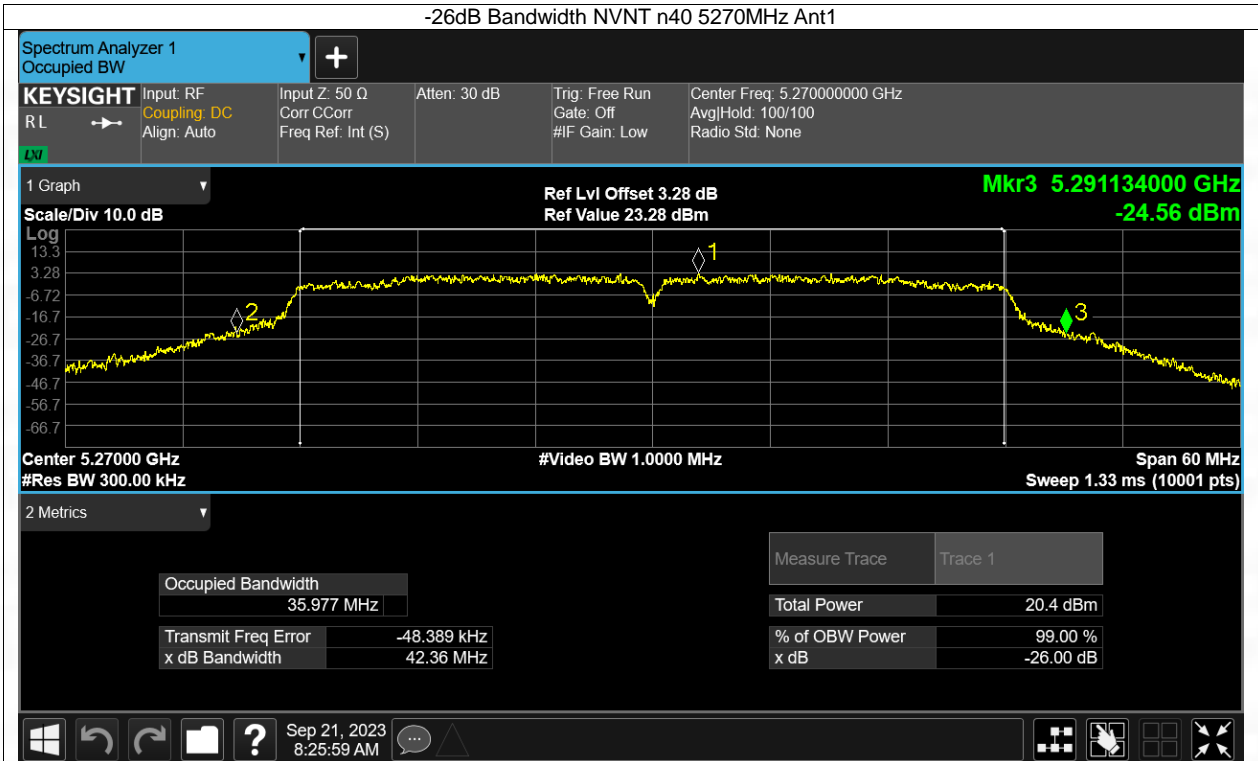 -26dB Bandwidth NVNT n40 5270MHz Ant1
Spectrum Analyzer 1
Occupied BW
KEYSIGHT
R L
LXI
Input: RF
Coupling: DC
Align: Auto
Input Z: 50 Ω
Corr CCorr
Freq Ref: Int (S)
Atten: 30 dB
Trig: Free Run
Gate: Off
#IF Gain: Low
Center Freq: 5.270000000 GHz
Avg|Hold: 100/100
Radio Std: None
1 Graph
Scale/Div 10.0 dB
Ref Lvl Offset 3.28 dB
Ref Value 23.28 dBm
Mkr3 5.291134000 GHz
-24.56 dBm
Log
13.3
3.28
-6.72
-16.7
-26.7
-36.7
-46.7
-56.7
-66.7
1
2
3
Center 5.27000 GHz
#Video BW 1.0000 MHz
Span 60 MHz
#Res BW 300.00 kHz
Sweep 1.33 ms (10001 pts)
2 Metrics
Measure Trace Trace 1
Occupied Bandwidth
35.977 MHz
Total Power 20.4 dBm
Transmit Freq Error -48.389 kHz
% of OBW Power 99.00 %
x dB Bandwidth 42.36 MHz
x dB -26.00 dB
Sep 21, 2023
8:25:59 AM